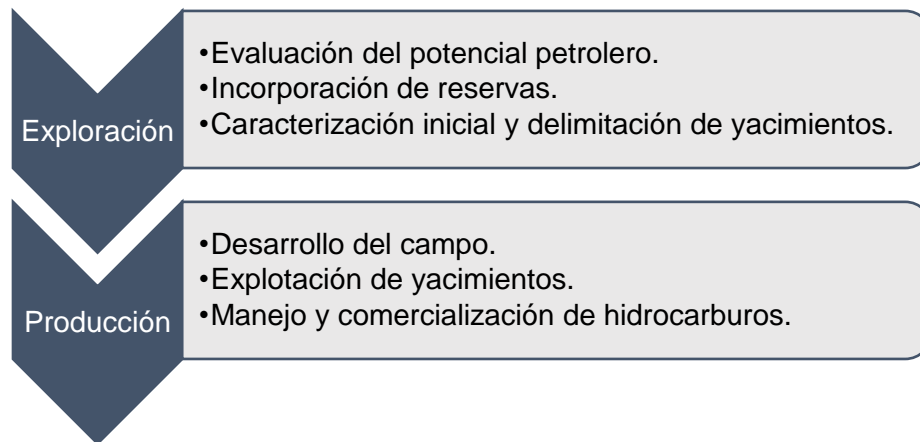 Exploración
•Evaluación del potencial petrolero.
•Incorporación de reservas.
•Caracterización inicial y delimitación de yacimientos.
Producción
•Desarrollo del campo.
•Explotación de yacimientos.
•Manejo y comercialización de hidrocarburos.